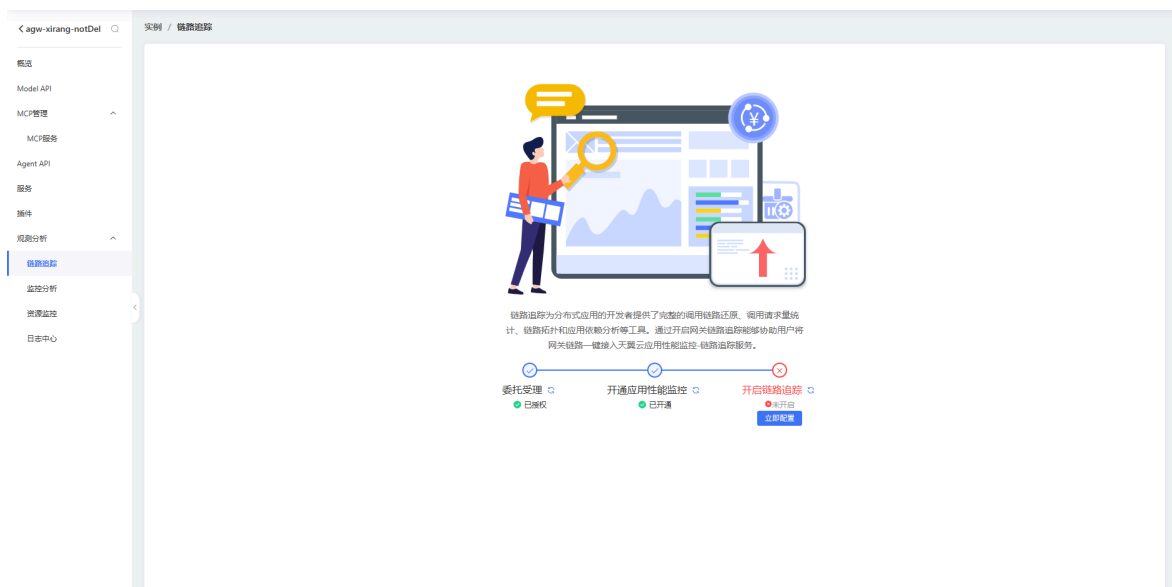 agw-xirang-notDel
实例 / 链路追踪
概览
Model API
MCP管理
MCP服务
Agent API
服务
插件
观测分析
链路追踪
监控分析
资源监控
日志中心
链路追踪为分布式应用的开发者提供了完整的调用链路还原、调用请求量统
计、链路拓扑和应用依赖分析等工具。通过开启网关链路追踪能够协助用户将
网关链路一键接入天翼云应用性能监控-链路追踪服务。
委托受理
开通应用性能监控
开启链路追踪
已授权
已开通
未开启
立即配置